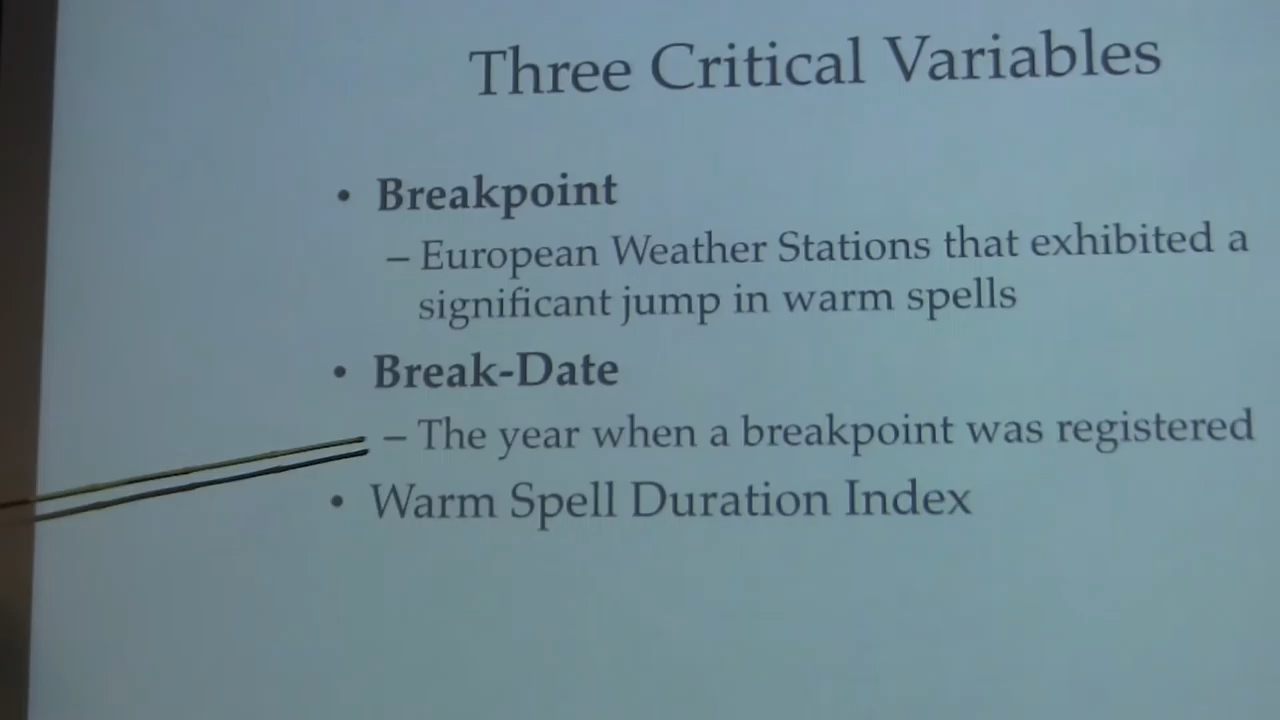 Three Critical Variables
• Breakpoint
– European Weather Stations that exhibited a
significant jump in warm spells
• Break-Date
– The year when a breakpoint was registered
• Warm Spell Duration Index